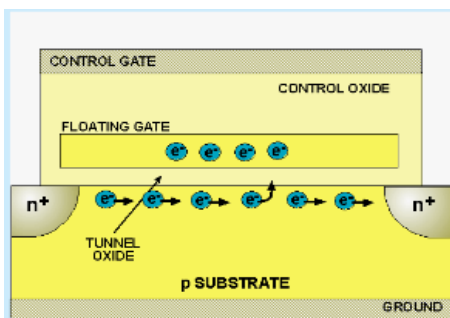 CONTROL GATE
CONTROL OXIDE
FLOATING GATE
e⁻ e⁻ e⁻ e⁻
n⁺ e⁻ e⁻ e⁻ e⁻ e⁻ e⁻ n⁺
TUNNEL
OXIDE
p SUBSTRATE
GROUND